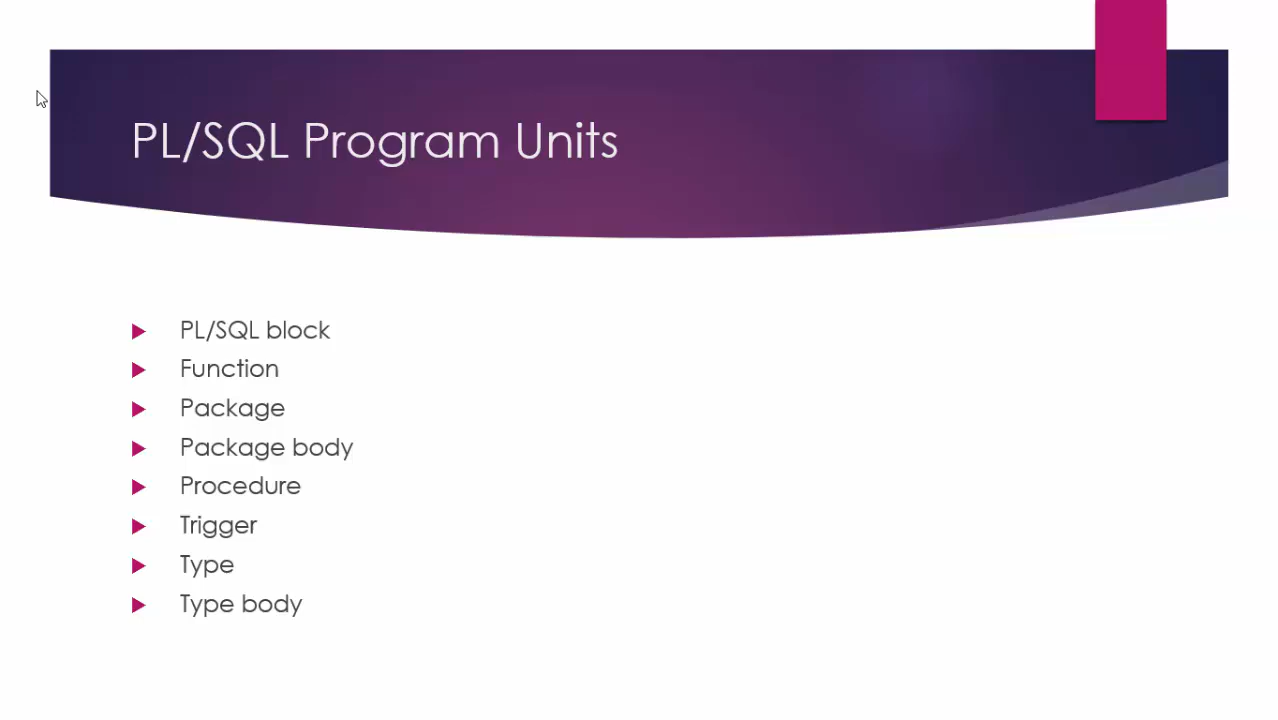 PL/SQL Program Units
PL/SQL block
Function
Package
Package body
Procedure
Trigger
Type
Type body